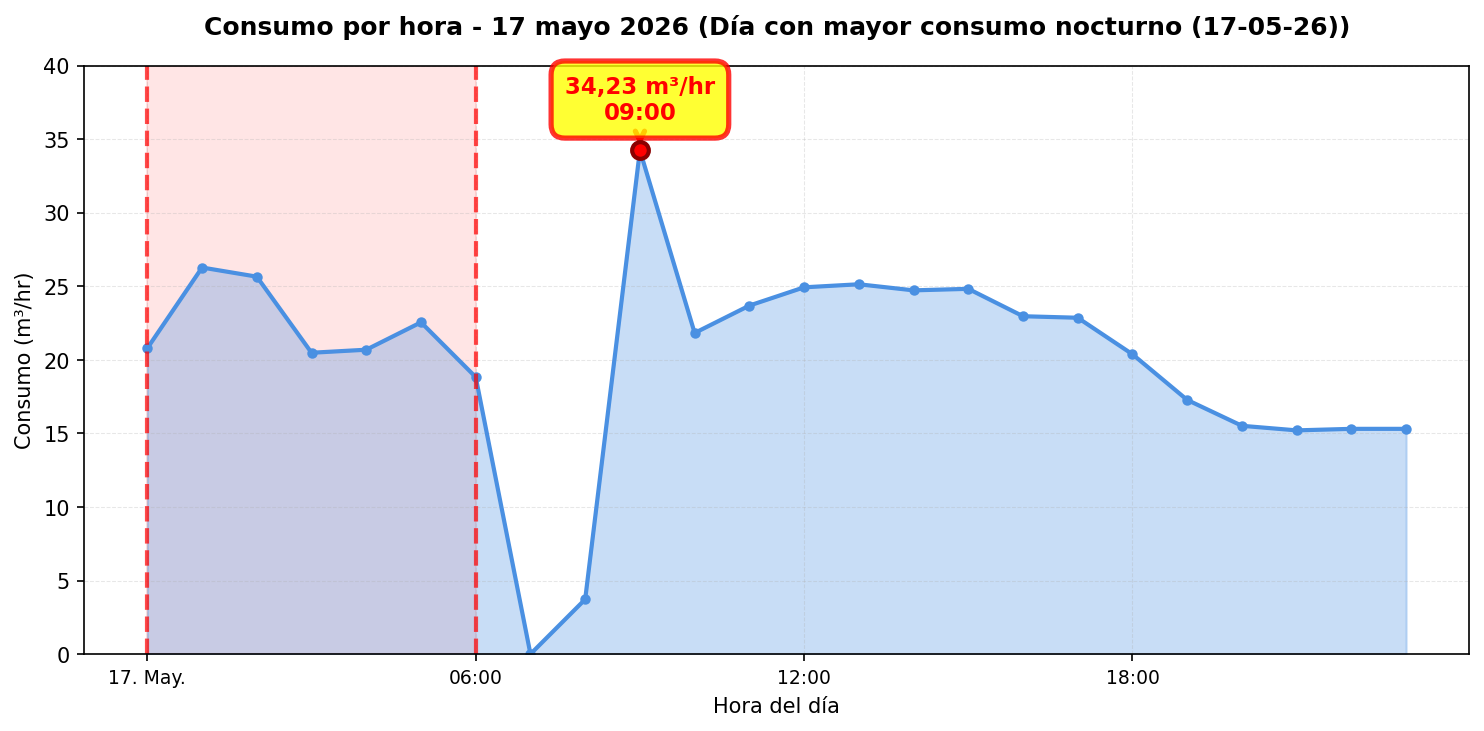 Consumo por hora - 17 mayo 2026 (Día con mayor consumo nocturno (17-05-26))
34,23 m³/hr
09:00
Consumo (m³/hr)
40
35
30
25
20
15
10
5
0
17. May.
06:00
12:00
18:00
Hora del día